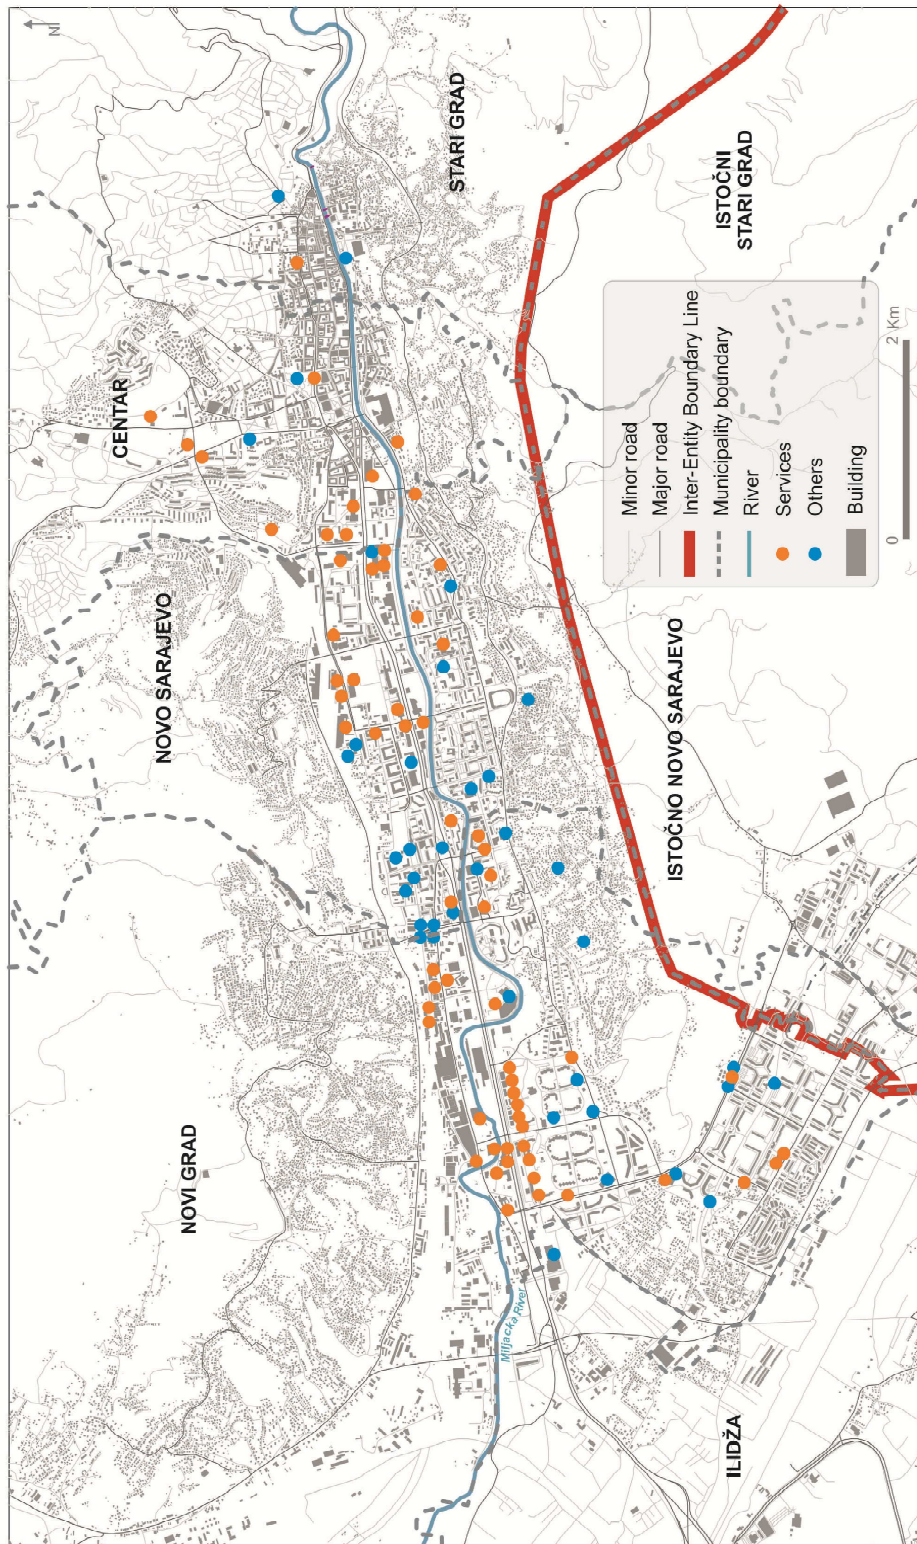 N
CENTAR
STARI GRAD
NOVO SARAJEVO
NOVI GRAD
ISTOČNI
STARI GRAD
ISTOČNO NOVO SARAJEVO
ILIDŽA
Miljacka River
Minor road
Major road
Inter-Entity Boundary Line
Municipality boundary
River
Services
Others
Building
0 2 Km